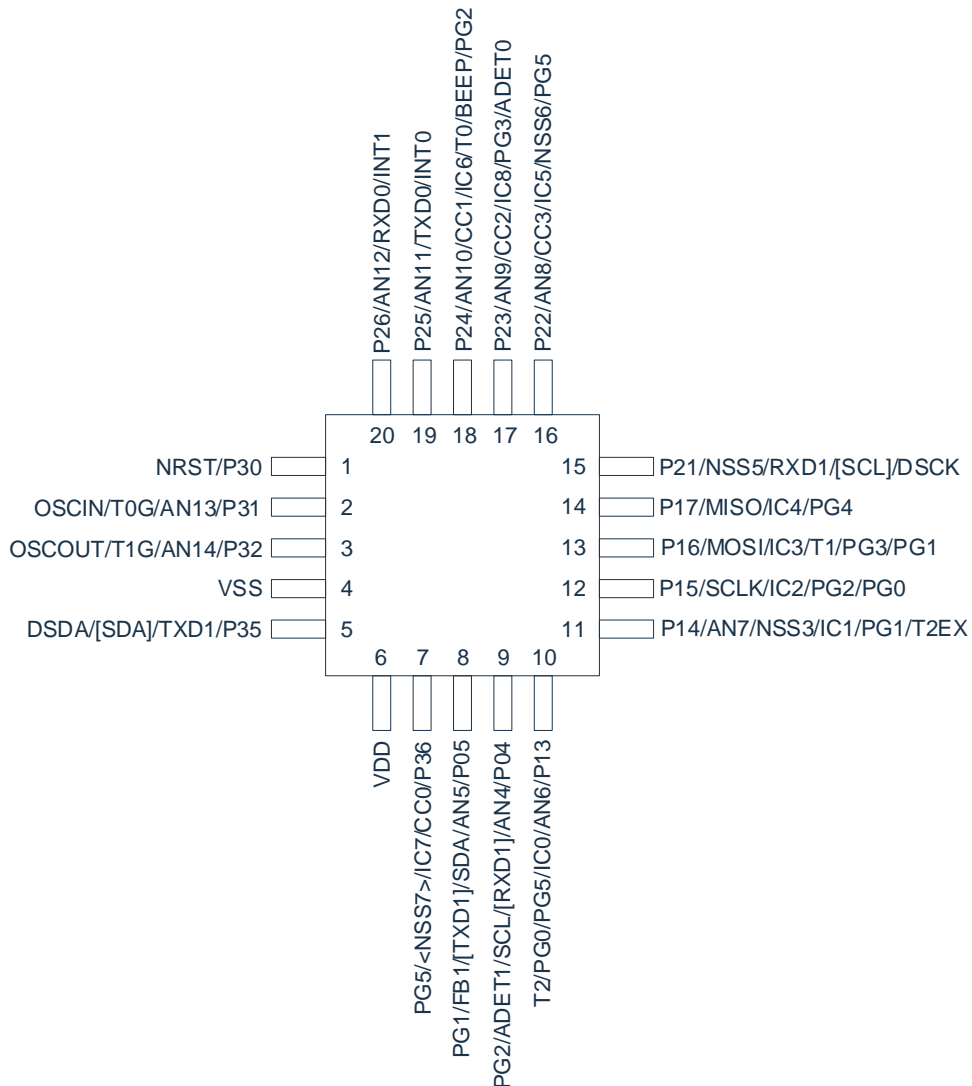 P26/AN12/RXD0/INT1
P25/AN11/TXD0/INT0
P24/AN10/CC1/IC6/T0/BEEP/PG2
P23/AN9/CC2/IC8/PG3/ADET0
P22/AN8/CC3/IC5/NSS6/PG5
20 19 18 17 16
NRST/P30 1
OSCIN/T0G/AN13/P31 2
OSCOUT/T1G/AN14/P32 3
VSS 4
DSDA/[SDA]/TXD1/P35 5
15 P21/NSS5/RXD1/[SCL]/DSCK
14 P17/MISO/IC4/PG4
13 P16/MOSI/IC3/T1/PG3/PG1
12 P15/SCLK/IC2/PG2/PG0
11 P14/AN7/NSS3/IC1/PG1/T2EX
6 7 8 9 10
VDD
PG5/<NSS7>/IC7/CC0/P36
PG1/FB1/[TXD1]/SDA/AN5/P05
PG2/ADET1/SCL/[RXD1]/AN4/P04
T2/PG0/PG5/IC0/AN6/P13